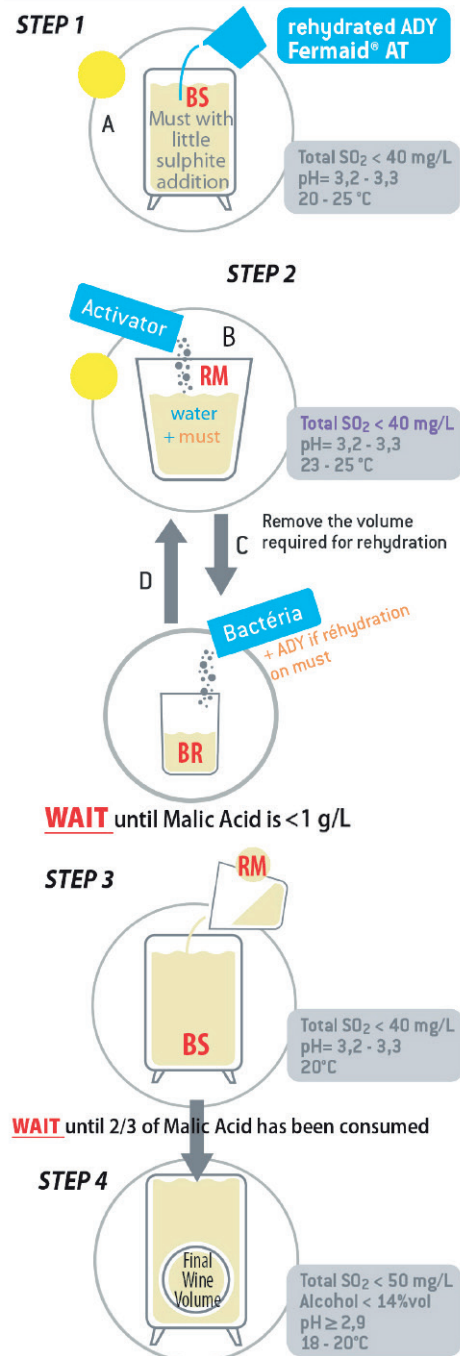 STEP 1
rehydrated ADY
Fermaid® AT
BS
A
Must with
little
sulphite
addition
Total SO₂ < 40 mg/L
pH= 3,2 - 3,3
20 - 25 °C
STEP 2
Activator
B
RM
water
+ must
Total SO₂ < 40 mg/L
pH= 3,2 - 3,3
23 - 25 °C
C
Remove the volume
required for rehydration
D
Bactéria
+ ADY if réhydration
on must
BR
WAIT until Malic Acid is <1 g/L
STEP 3
RM
BS
Total SO₂ < 40 mg/L
pH= 3,2 - 3,3
20°C
WAIT until 2/3 of Malic Acid has been consumed
STEP 4
Final
Wine
Volume
Total SO₂ < 50 mg/L
Alcohol < 14%vol
pH ≥ 2,9
18 - 20°C